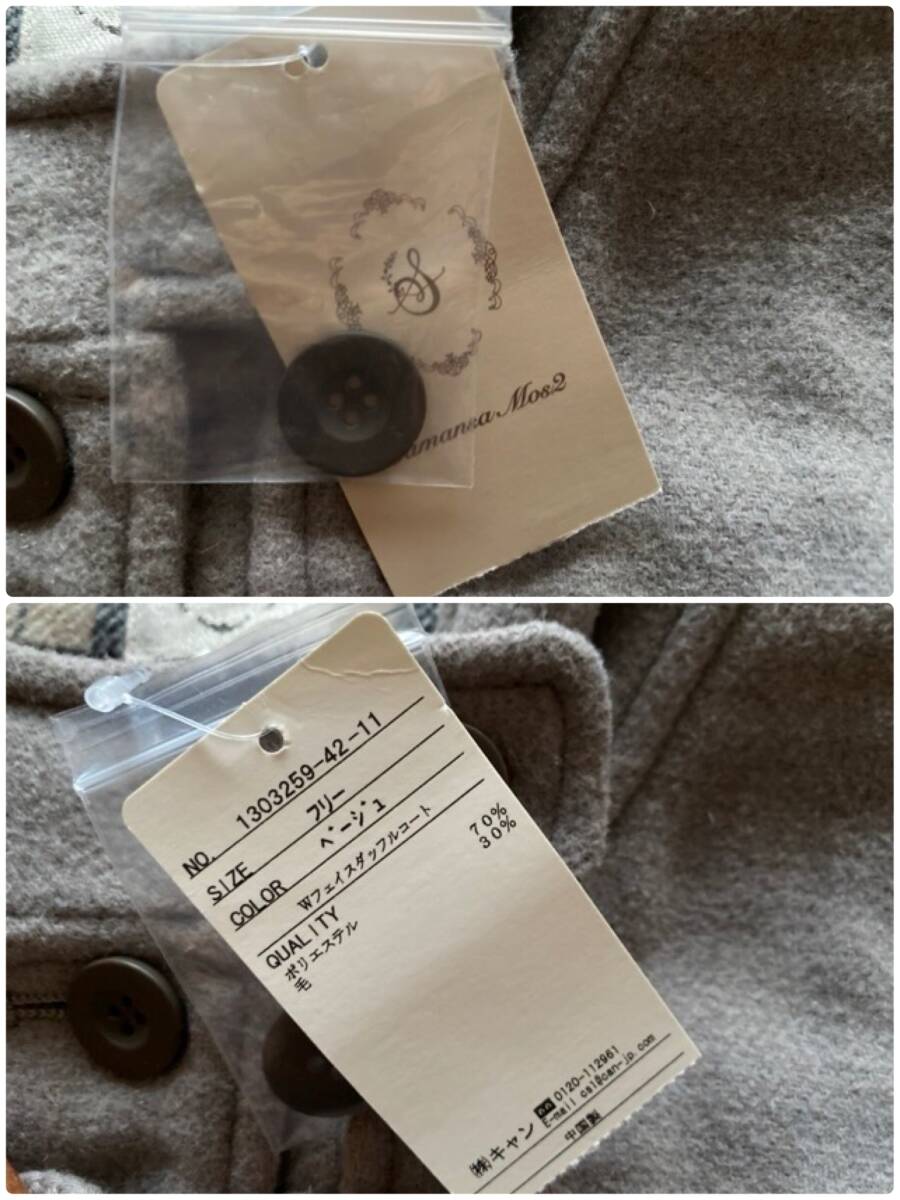 S
amansa Mos2
NO. 1303259-42-11
SIZE フリー
COLOR ベージュ
Wフェイスダッフルコート
QUALITY
ポリエステル 70%
毛 30%
㈱キャン 0120-112961
E-mail csl@can-jp.com
中国製